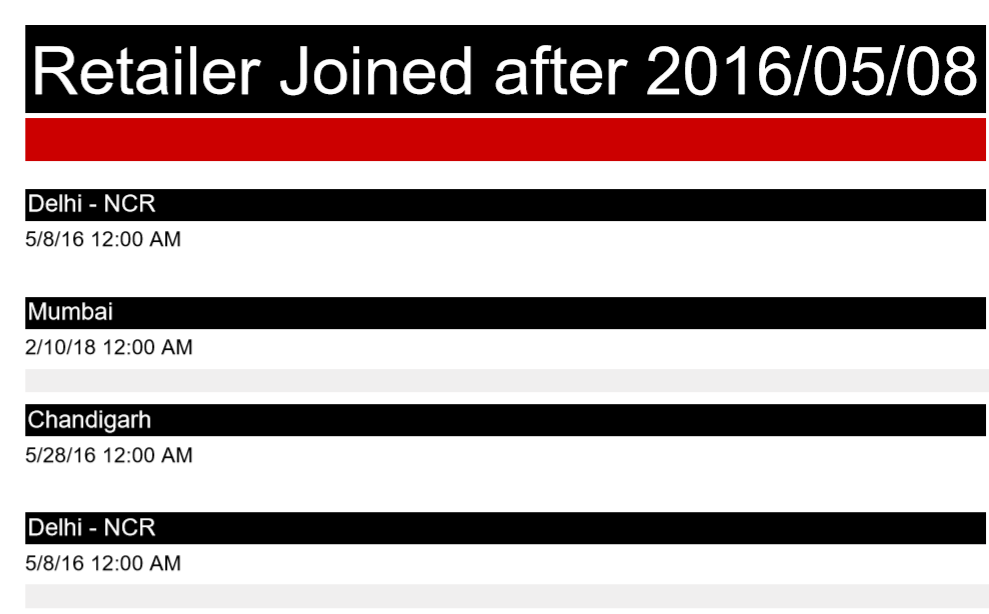 Retailer Joined after 2016/05/08
Delhi - NCR
5/8/16 12:00 AM
Mumbai
2/10/18 12:00 AM
Chandigarh
5/28/16 12:00 AM
Delhi - NCR
5/8/16 12:00 AM